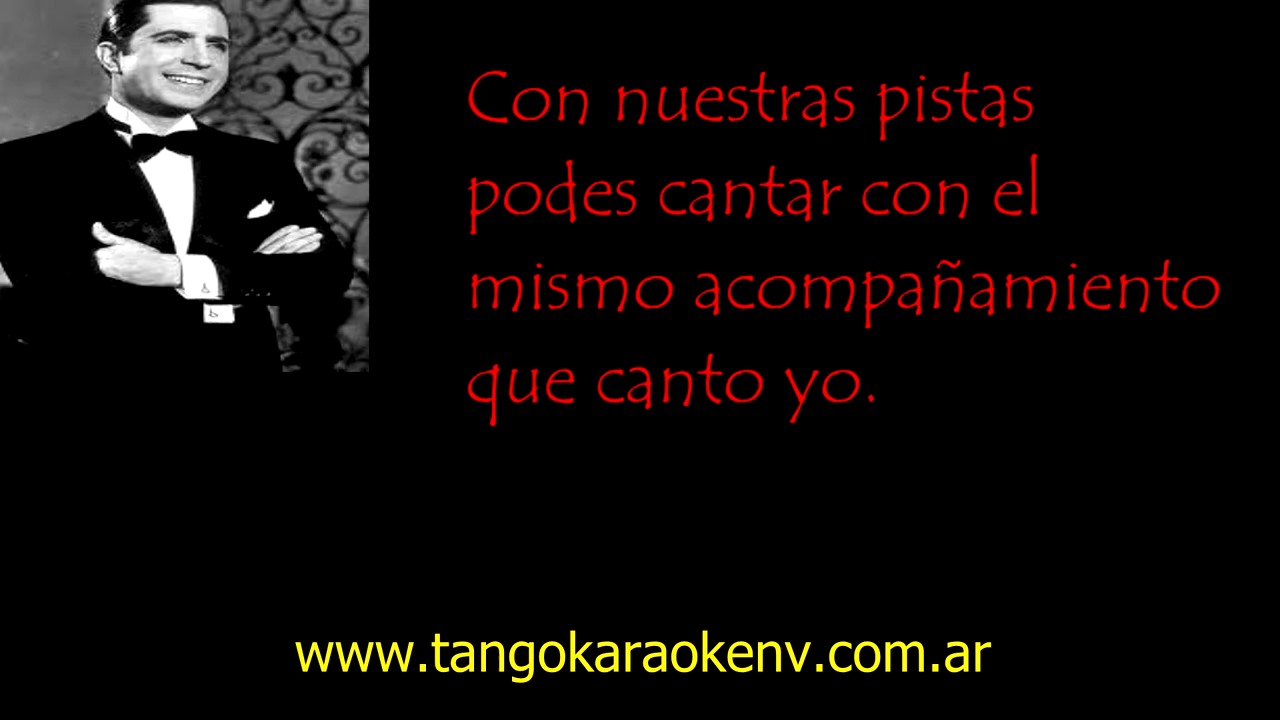 Con nuestras pistas
podes cantar con el
mismo acompañamiento
que canto yo.
www.tangokaraokenv.com.ar